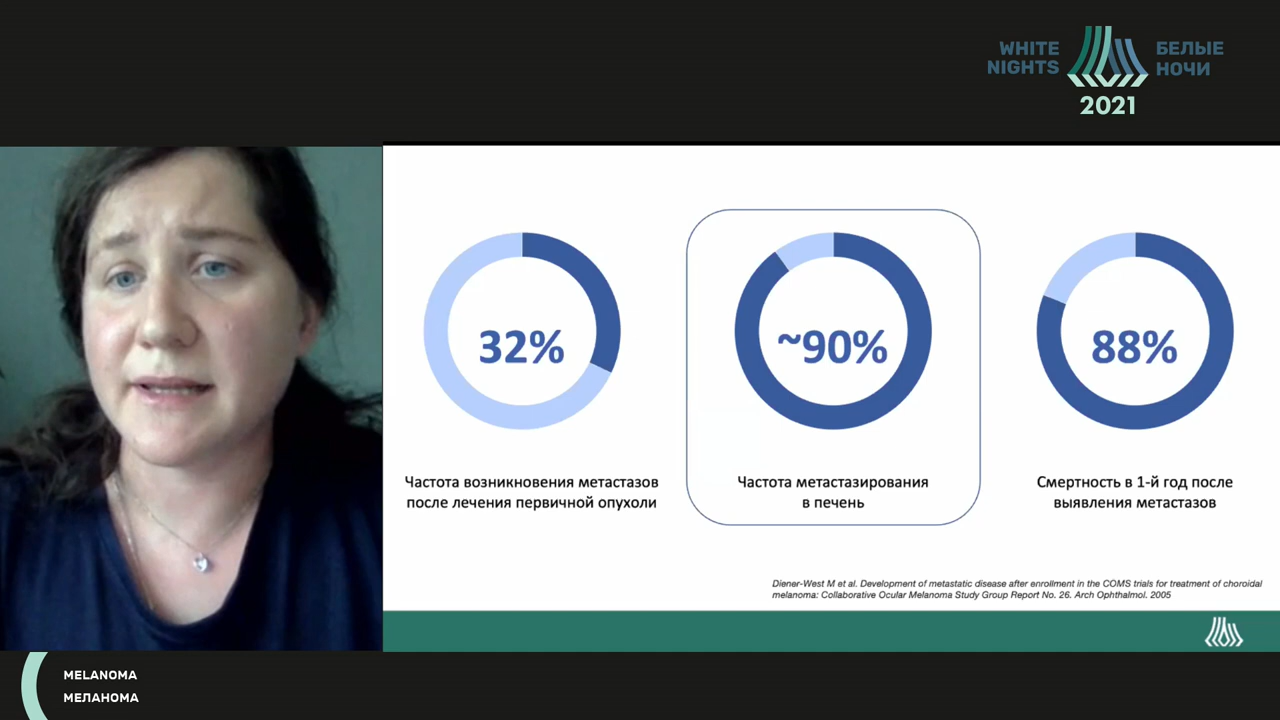 WHITE
NIGHTS
БЕЛЫЕ
НОЧИ
2021
32%
Частота возникновения метастазов
после лечения первичной опухоли
~90%
Частота метастазирования
в печень
88%
Смертность в 1-й год после
выявления метастазов
Diener-West M et al. Development of metastatic disease after enrollment in the COMS trials for treatment of choroidal
melanoma: Collaborative Ocular Melanoma Study Group Report No. 26. Arch Ophthalmol. 2005
MELANOMA
МЕЛАНОМА